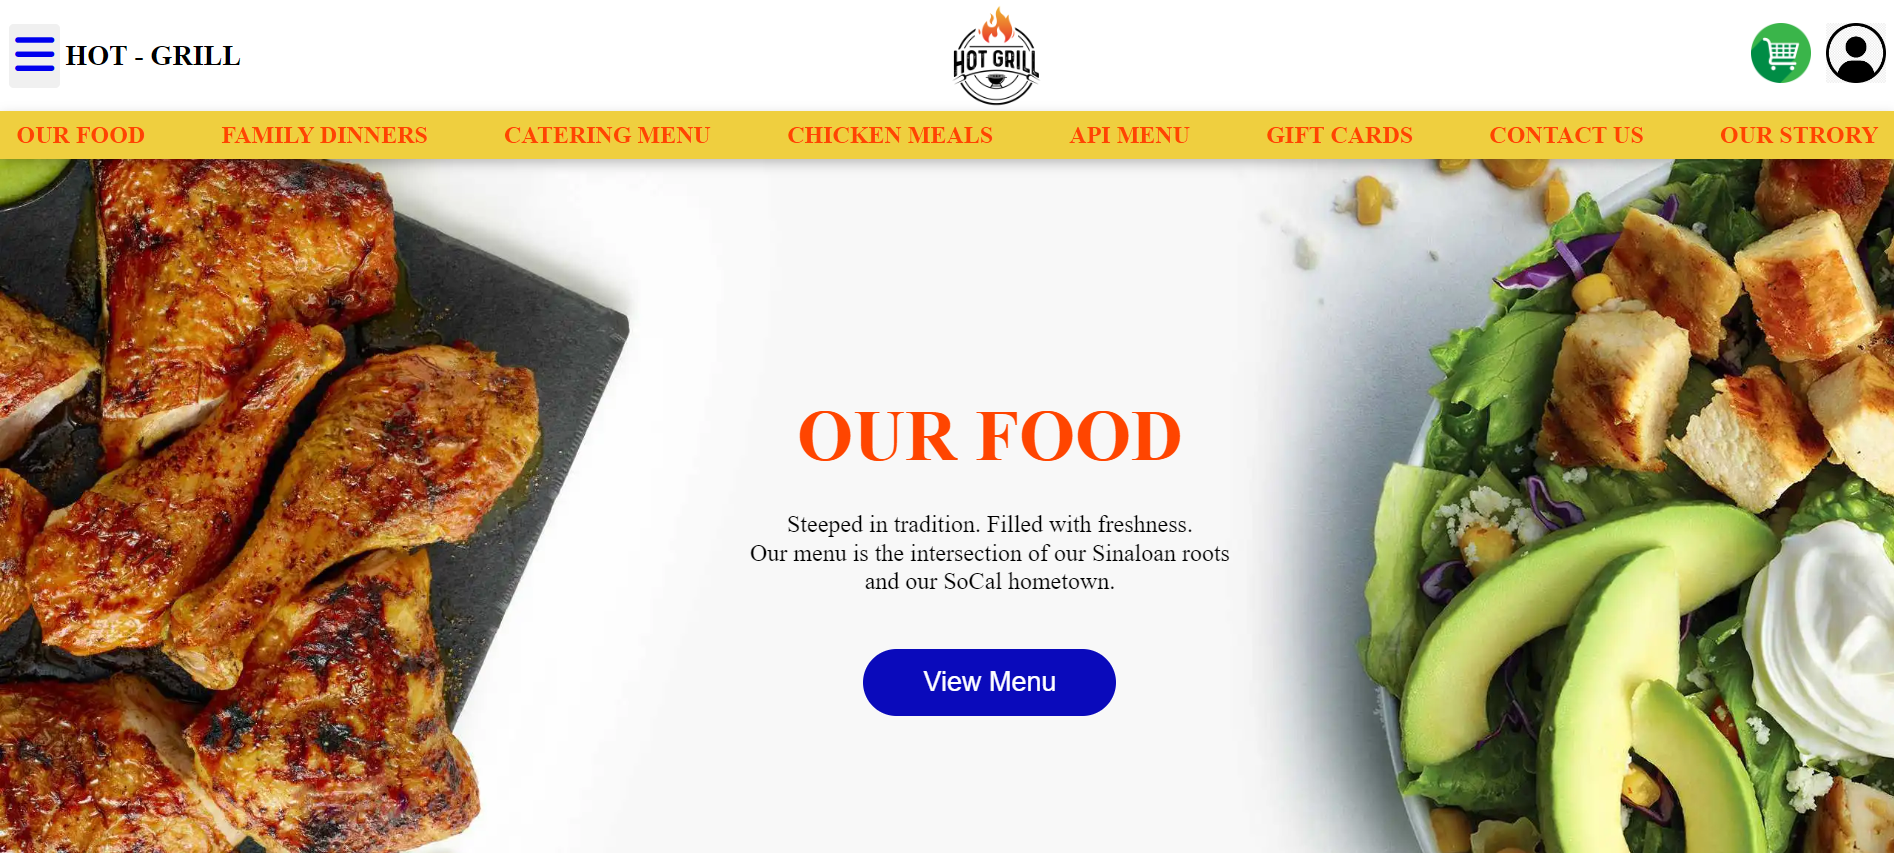 HOT - GRILL
HOT GRILL
OUR FOOD
FAMILY DINNERS
CATERING MENU
CHICKEN MEALS
API MENU
GIFT CARDS
CONTACT US
OUR STRORY
OUR FOOD
Steeped in tradition. Filled with freshness.
Our menu is the intersection of our Sinaloan roots
and our SoCal hometown.
View Menu